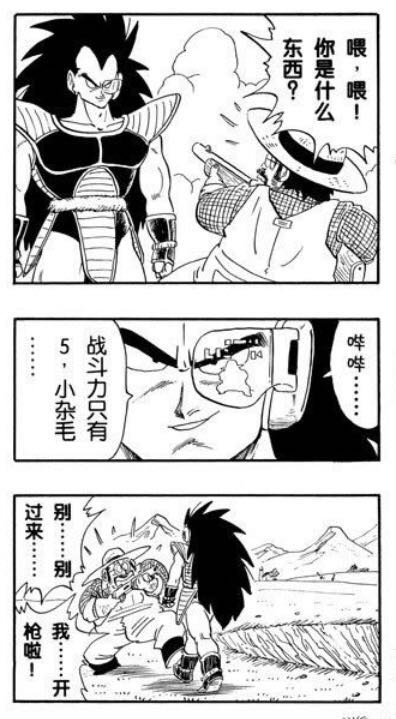 喂，喂！
你是什么
东西？
哔
哔……
战斗力只有
5，小杂毛
……
别……别
过来……
我……开
枪啦！